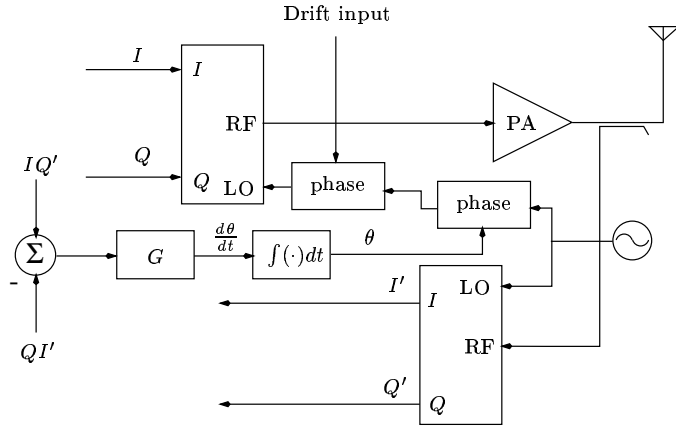 Drift input
I
I
RF
PA
Q
Q
LO
IQ′
phase
phase
Σ
-
G
dθ/dt
∫(·)dt
θ
QI′
I′
I
LO
RF
Q′
Q